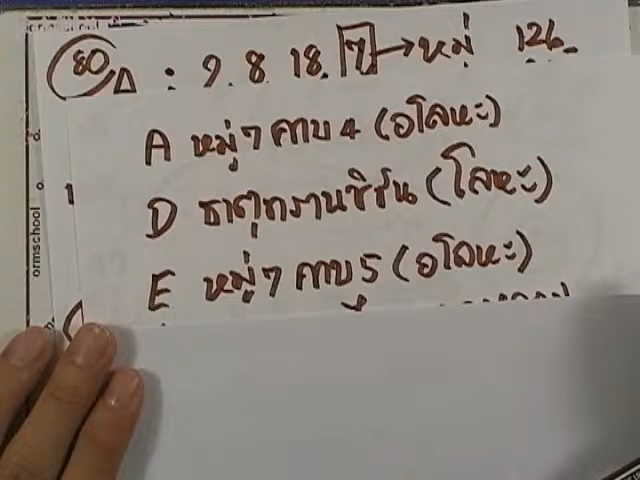 80 Δ : 2. 8. 18. 7 → หมู่ 126
A หมู่ 7 คาบ 4 (อโลหะ)
D ธาตุทรานซิชัน (โลหะ)
E หมู่ 7 คาบ 5 (อโลหะ)
ormschool